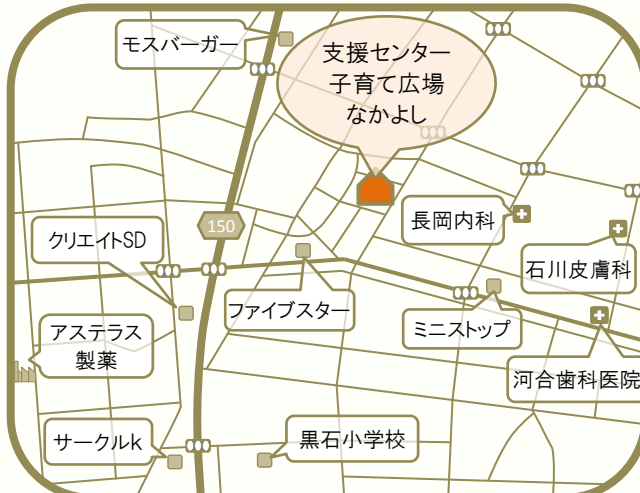 モスバーガー
支援センター
子育て広場
なかよし
150
長岡内科
クリエイトSD
石川皮膚科
ファイブスター
ミニストップ
アステラス
製薬
河合歯科医院
サークルk
黒石小学校